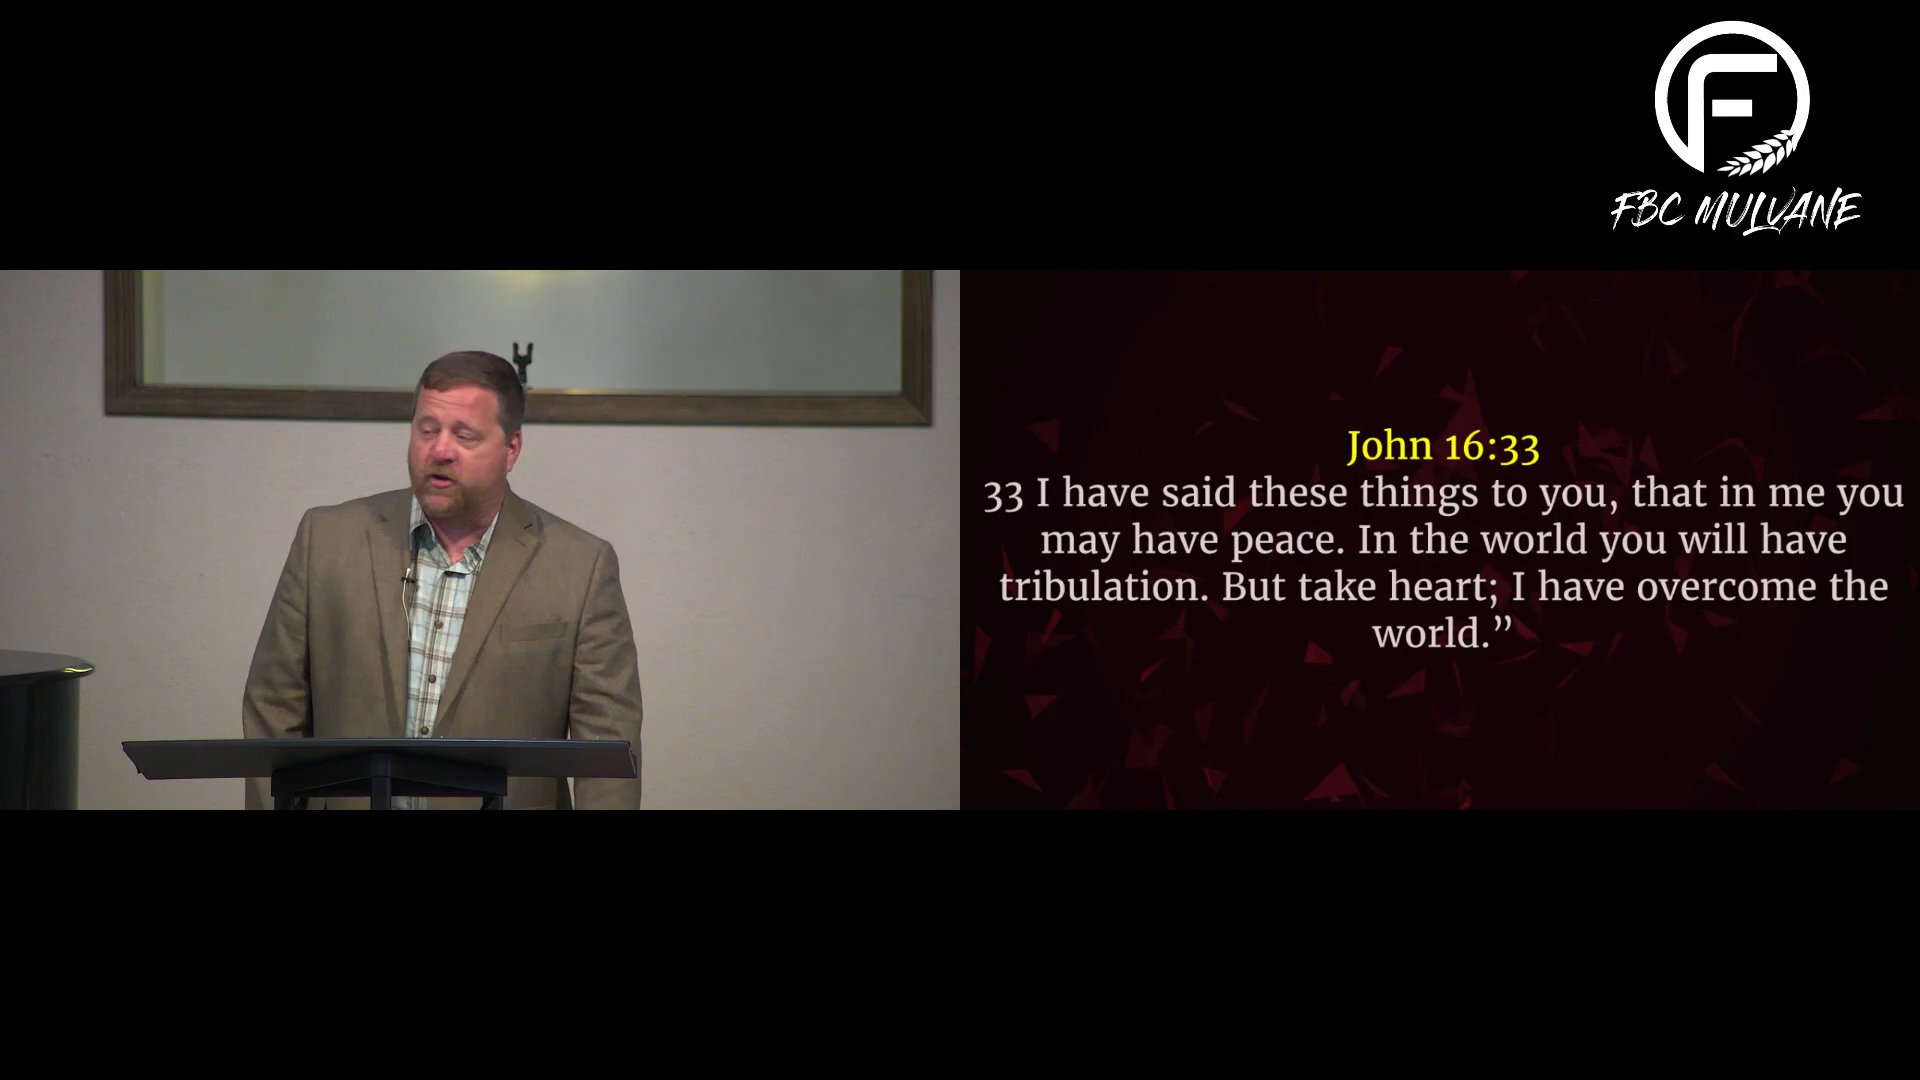 FBC MULVANE
John 16:33
33 I have said these things to you, that in me you
may have peace. In the world you will have
tribulation. But take heart; I have overcome the
world.”